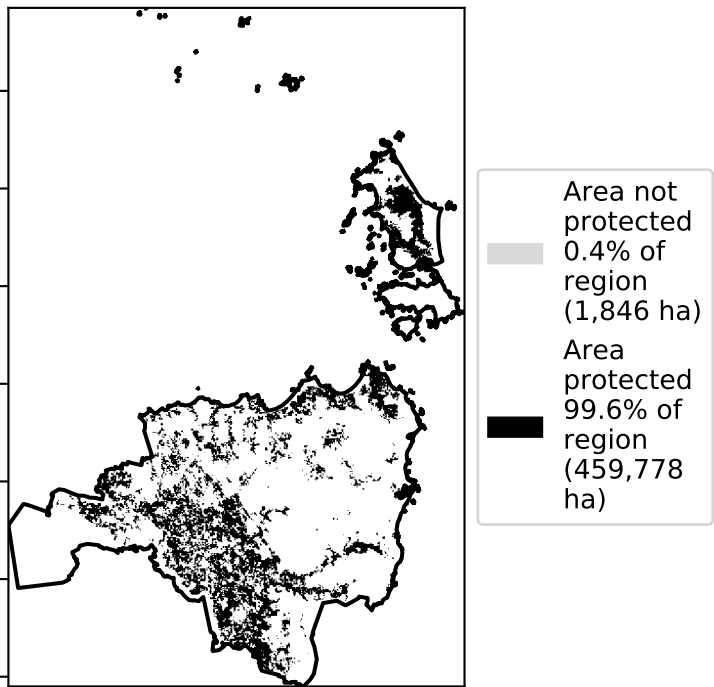 Area not
protected
0.4% of
region
(1,846 ha)
Area
protected
99.6% of
region
(459,778
ha)